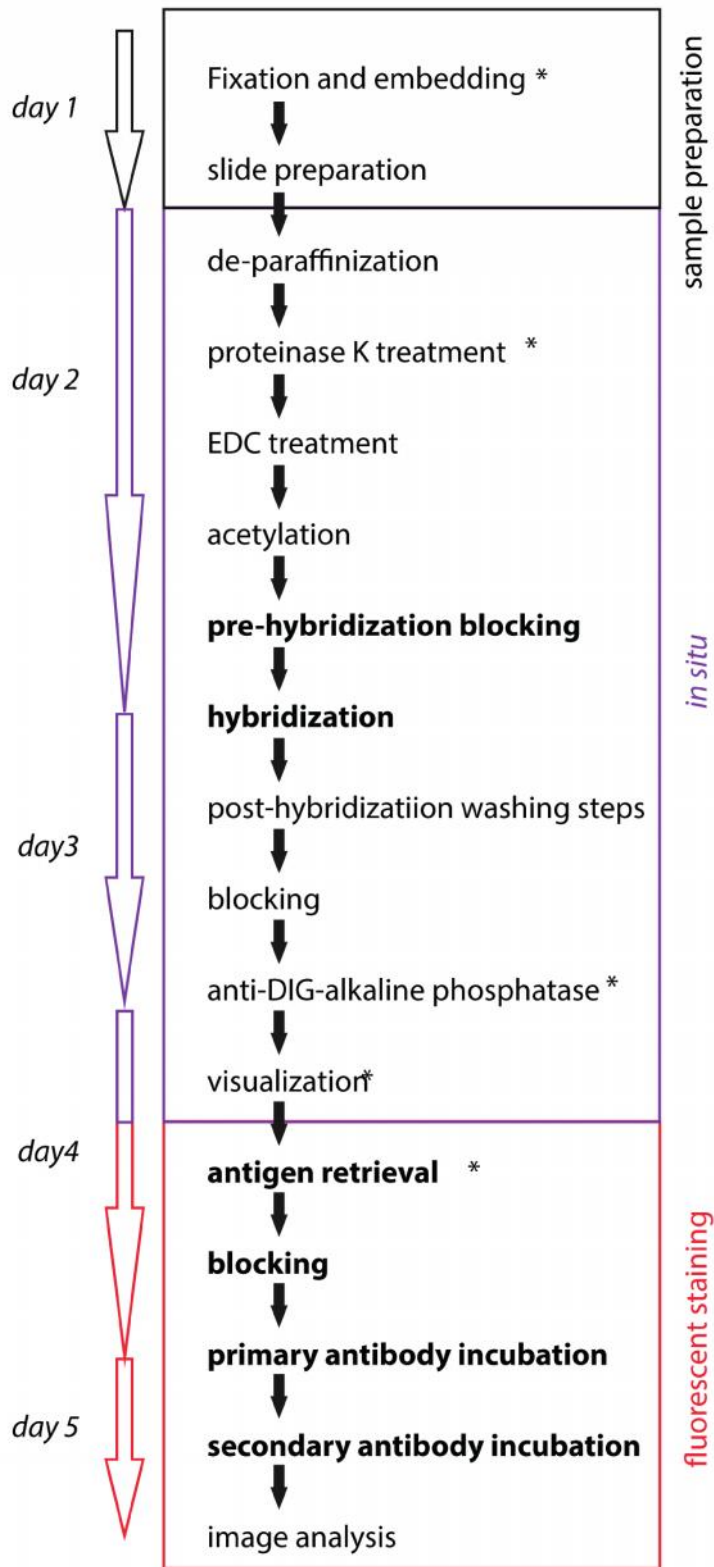 day 1
Fixation and embedding *
slide preparation
sample preparation
de-paraffinization
day 2
proteinase K treatment *
EDC treatment
acetylation
pre-hybridization blocking
in situ
hybridization
post-hybridizatiion washing steps
day3
blocking
anti-DIG-alkaline phosphatase *
visualization*
day4
antigen retrieval *
blocking
fluorescent staining
primary antibody incubation
day 5
secondary antibody incubation
image analysis